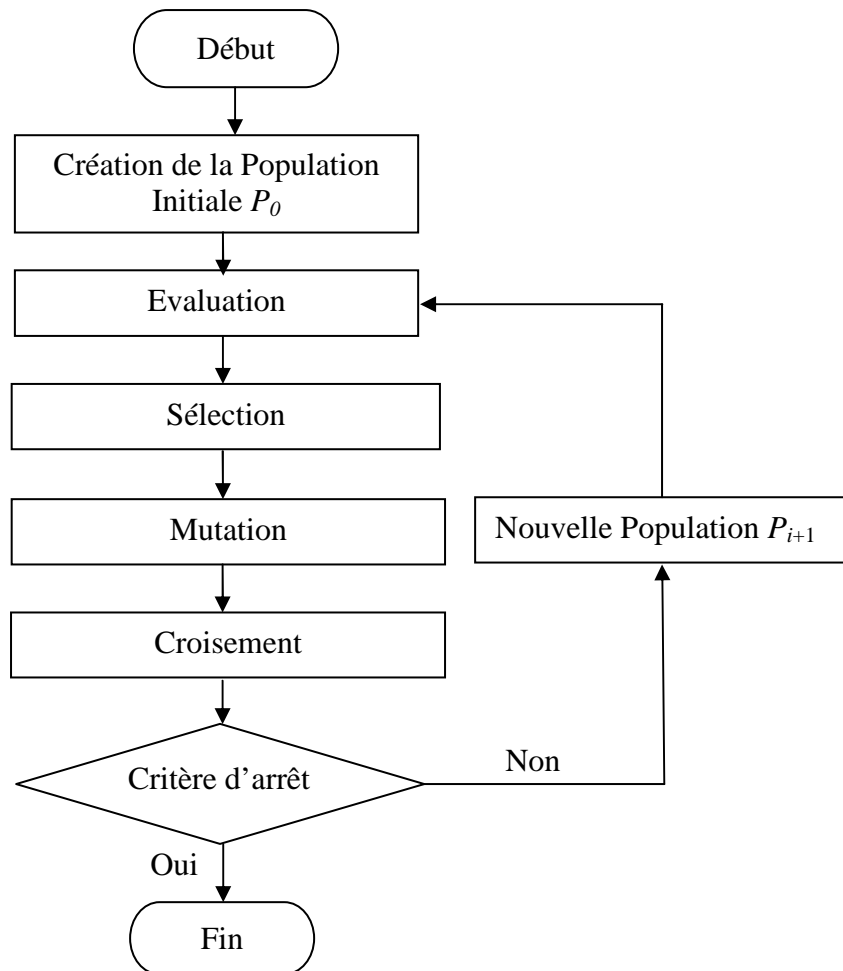 Début
Création de la Population
Initiale P₀
Evaluation
Sélection
Mutation
Nouvelle Population Pᵢ₊₁
Croisement
Critère d'arrêt
Non
Oui
Fin